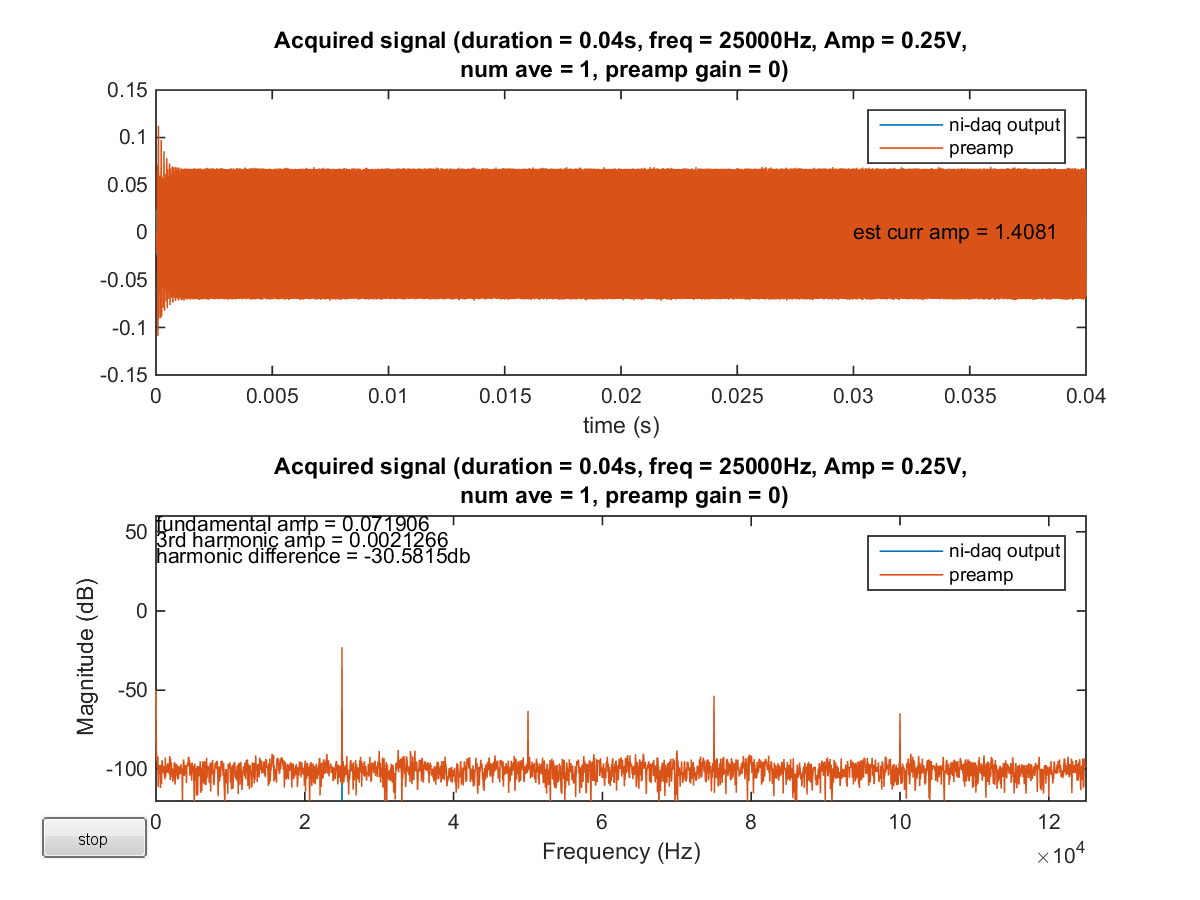 Acquired signal (duration = 0.04s, freq = 25000Hz, Amp = 0.25V,
num ave = 1, preamp gain = 0)
0.15
0.1
0.05
0
-0.05
-0.1
-0.15
ni-daq output
preamp
est curr amp = 1.4081
0 0.005 0.01 0.015 0.02 0.025 0.03 0.035 0.04
time (s)
Acquired signal (duration = 0.04s, freq = 25000Hz, Amp = 0.25V,
num ave = 1, preamp gain = 0)
fundamental amp = 0.071906
3rd harmonic amp = 0.0021266
harmonic difference = -30.5815db
ni-daq output
preamp
Magnitude (dB)
50
0
-50
-100
0 2 4 6 8 10 12
×10^4
Frequency (Hz)
stop